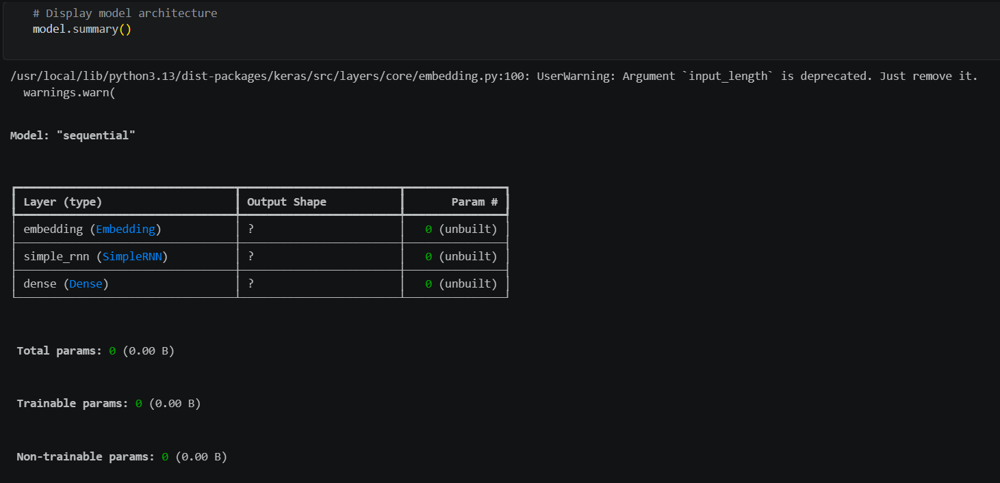 # Display model architecture
model.summary()
/usr/local/lib/python3.13/dist-packages/keras/src/layers/core/embedding.py:100: UserWarning: Argument `input_length` is deprecated. Just remove it.
warnings.warn(
Model: "sequential"
Layer (type) Output Shape Param #
embedding (Embedding) ? 0 (unbuilt)
simple_rnn (SimpleRNN) ? 0 (unbuilt)
dense (Dense) ? 0 (unbuilt)
Total params: 0 (0.00 B)
Trainable params: 0 (0.00 B)
Non-trainable params: 0 (0.00 B)